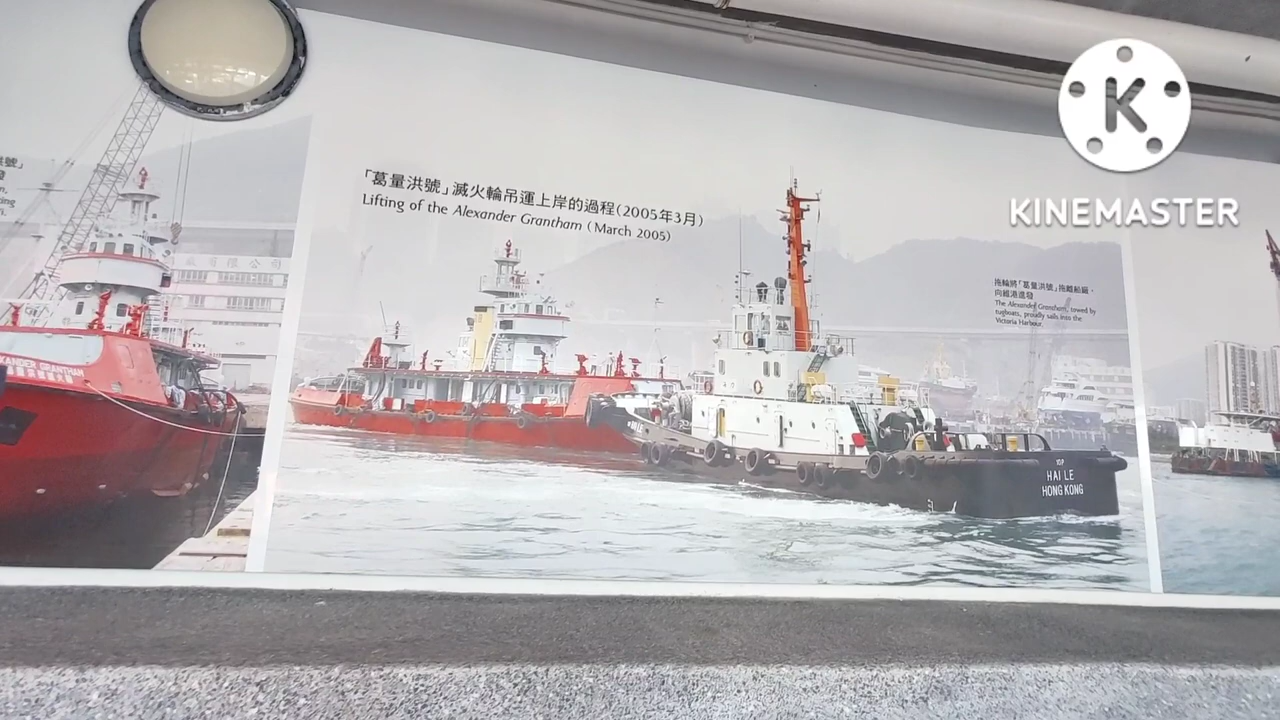 「葛量洪號」滅火輪吊運上岸的過程(2005年3月)
Lifting of the Alexander Grantham (March 2005)
拖輪將「葛量洪號」拖離船廠，
向維港進發
The Alexander Grantham, towed by
tugboats, proudly sails into the
Victoria Harbour.
HAI LE
HONG KONG
K
KINEMASTER